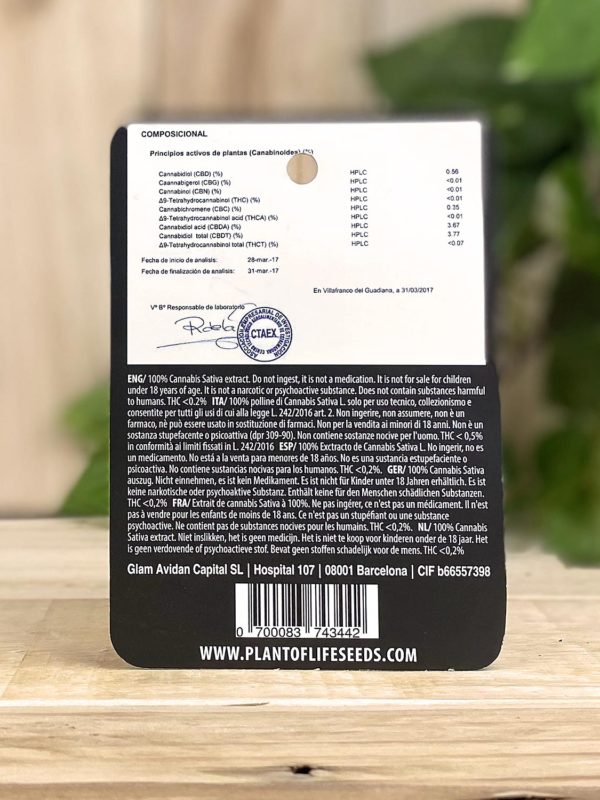 COMPOSICIONAL
Principios activos de plantas (Canabinoides) (%)
Cannabidiol (CBD) (%) HPLC 0.56
Caannabigerol (CBG) (%) HPLC <0.01
Cannabinol (CBN) (%) HPLC <0.01
Δ9-Tetrahydrocannabinol (THC) (%) HPLC <0.01
Cannabichromene (CBC) (%) HPLC 0.35
Δ9-Tetrahydrocannabinol acid (THCA) (%) HPLC <0.01
Cannabidiol acid (CBDA) (%) HPLC 3.67
Cannabidiol total (CBDT) (%) HPLC 3.77
Δ9-Tetrahydrocannabinol total (THCT) (%) HPLC <0.07
Fecha de inicio de analisis: 28-mar.-17
Fecha de finalización de analisis: 31-mar.-17
En Villafranco del Guadiana, a 31/03/2017
Vº Bº Responsable de laboratorio
CTAEX
ENG/ 100% Cannabis Sativa extract. Do not ingest, it is not a medication. It is not for sale for children
under 18 years of age. It is not a narcotic or psychoactive substance. Does not contain substances harmful
to humans. THC <0.2% ITA/ 100% polline di Cannabis Sativa L. solo per uso tecnico, collezionismo e
consentite per tutti gli usi di cui alla legge L. 242/2016 art. 2. Non ingerire, non assumere, non è un
farmaco, nè può essere usato in sostituzione di farmaci. Non per la vendita ai minori di 18 anni. Non è un
sostanza stupefacente o psicoattiva (dpr 309-90). Non contiene sostanze nocive per l'uomo. THC < 0,5%
in conformità ai limiti fissati in L. 242/2016 ESP/ 100% Exctracto de Cannabis Sativa L. No ingerir, no es
un medicamento. No está a la venta para menores de 18 años. No es una sustancia estupefaciente o
psicoactiva. No contiene sustancias nocivas para los humanos. THC <0,2%. GER/ 100% Cannabis Sativa
auszug. Nicht einnehmen, es ist kein Medikament. Es ist nicht für Kinder unter 18 Jahren erhältlich. Es ist
keine narkotische oder psychoaktive Substanz. Enthält keine für den Menschen schädlichen Substanzen.
THC <0,2% FRA/ Extrait de cannabis Sativa à 100%. Ne pas ingérer, ce n'est pas un médicament. Il n'est
pas à vendre pour les enfants de moins de 18 ans. Ce n'est pas un stupéfiant ou une substance
psychoactive. Ne contient pas de substances nocives pour les humains. THC <0,2%. NL/ 100% Cannabis
Sativa extract. Niet inslikken, het is geen medicijn. Het is niet te koop voor kinderen onder de 18 jaar. Het
is geen verdovende of psychoactieve stof. Bevat geen stoffen schadelijk voor de mens. THC <0,2%
Glam Avidan Capital SL | Hospital 107 | 08001 Barcelona | CIF b66557398
0 700083 743442
WWW.PLANTOFLIFESEEDS.COM